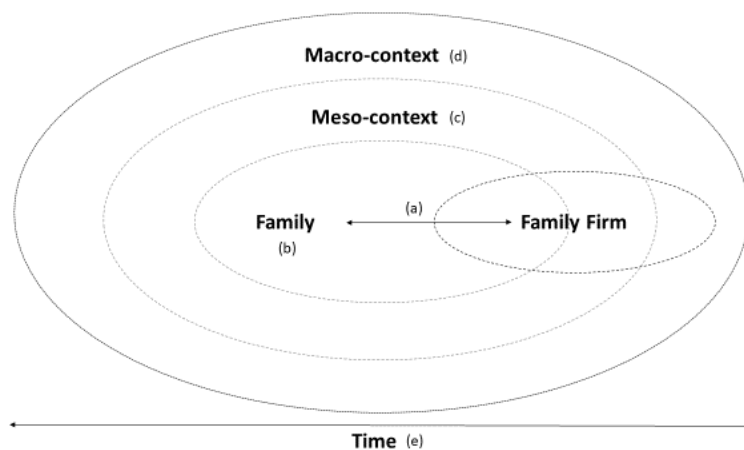 Macro-context (d)
Meso-context (c)
(a)
Family Family Firm
(b)
Time (e)